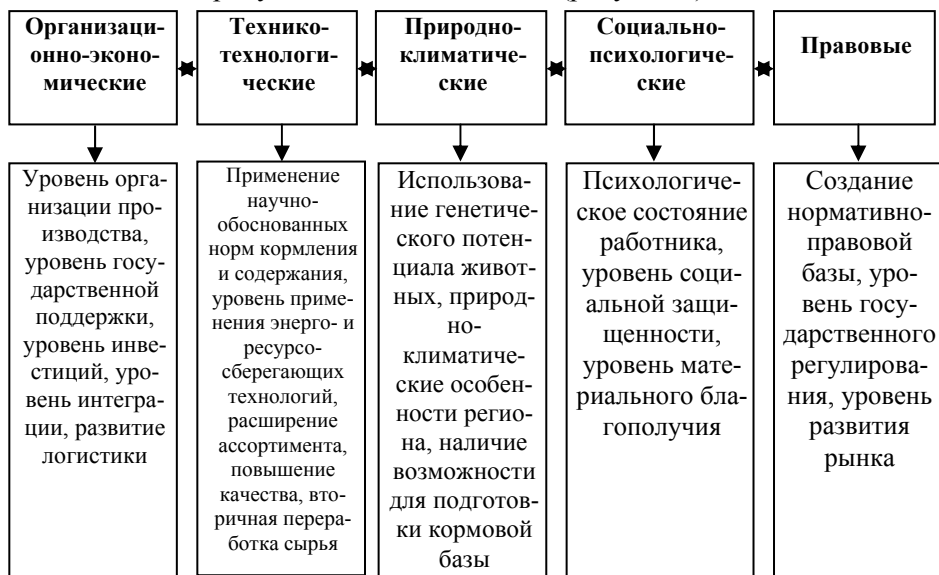 Организаци-
онно-эконо-
мические
Технико-
технологи-
ческие
Природно-
климатиче-
ские
Социально-
психологиче-
ские
Правовые
Уровень орга-
низации про-
изводства,
уровень госу-
дарственной
поддержки,
уровень инве-
стиций, уро-
вень интегра-
ции, развитие
логистики
Применение
научно-
обоснованных
норм кормления
и содержания,
уровень приме-
нения энерго- и
ресурсо-
сберегающих
технологий,
расширение
ассортимента,
повышение
качества, вто-
ричная перера-
ботка сырья
Использова-
ние генетиче-
ского потен-
циала живот-
ных, природ-
но-
климатиче-
ские особен-
ности регио-
на, наличие
возможности
для подготов-
ки кормовой
базы
Психологиче-
ское состояние
работника,
уровень соци-
альной защи-
щенности,
уровень мате-
риального бла-
гополучия
Создание
нормативно-
правовой
базы, уро-
вень госу-
дарственного
регулирова-
ния, уровень
развития
рынка